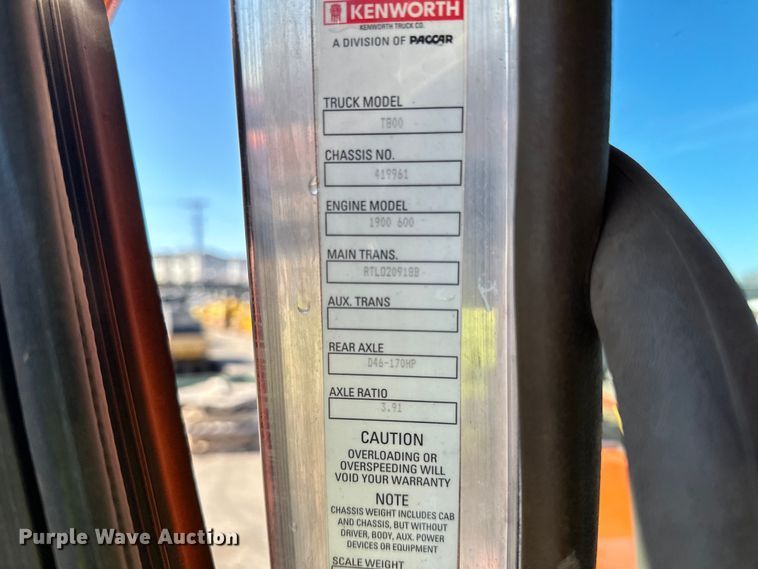 KENWORTH
KENWORTH TRUCK CO.
A DIVISION OF PACCAR
TRUCK MODEL
T800
CHASSIS NO.
419961
ENGINE MODEL
1900 600
MAIN TRANS.
RTLO20918B
AUX. TRANS
REAR AXLE
D46-170HP
AXLE RATIO
3.91
CAUTION
OVERLOADING OR
OVERSPEEDING WILL
VOID YOUR WARRANTY
NOTE
CHASSIS WEIGHT INCLUDES CAB
AND CHASSIS, BUT WITHOUT
DRIVER, BODY, AUX. POWER
DEVICES OR EQUIPMENT
SCALE WEIGHT
Purple Wave Auction